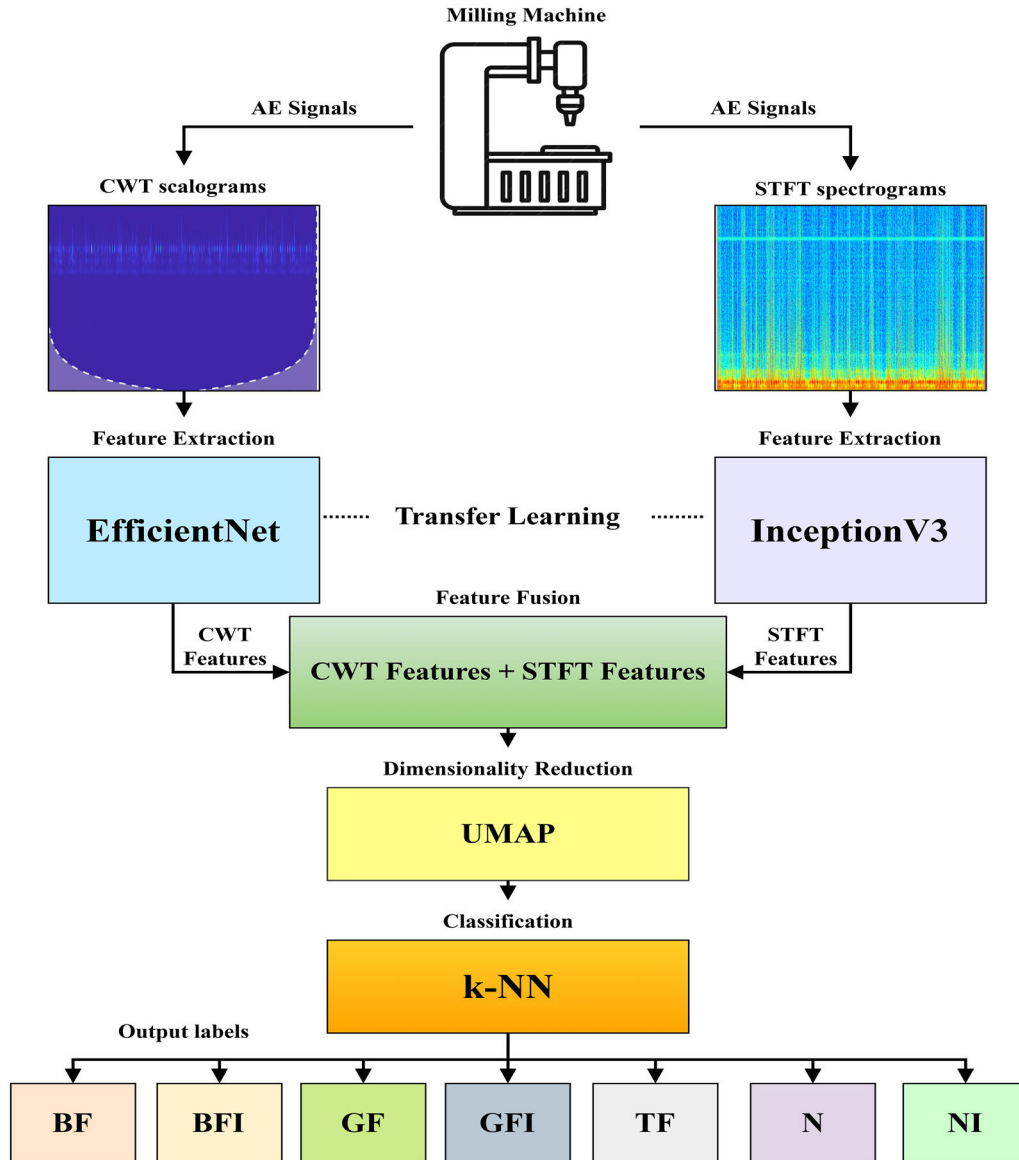 Milling Machine
AE Signals
AE Signals
CWT scalograms
STFT spectrograms
Feature Extraction
Feature Extraction
EfficientNet
Transfer Learning
InceptionV3
Feature Fusion
CWT
Features
STFT
Features
CWT Features + STFT Features
Dimensionality Reduction
UMAP
Classification
k-NN
Output labels
BF
BFI
GF
GFI
TF
N
NI